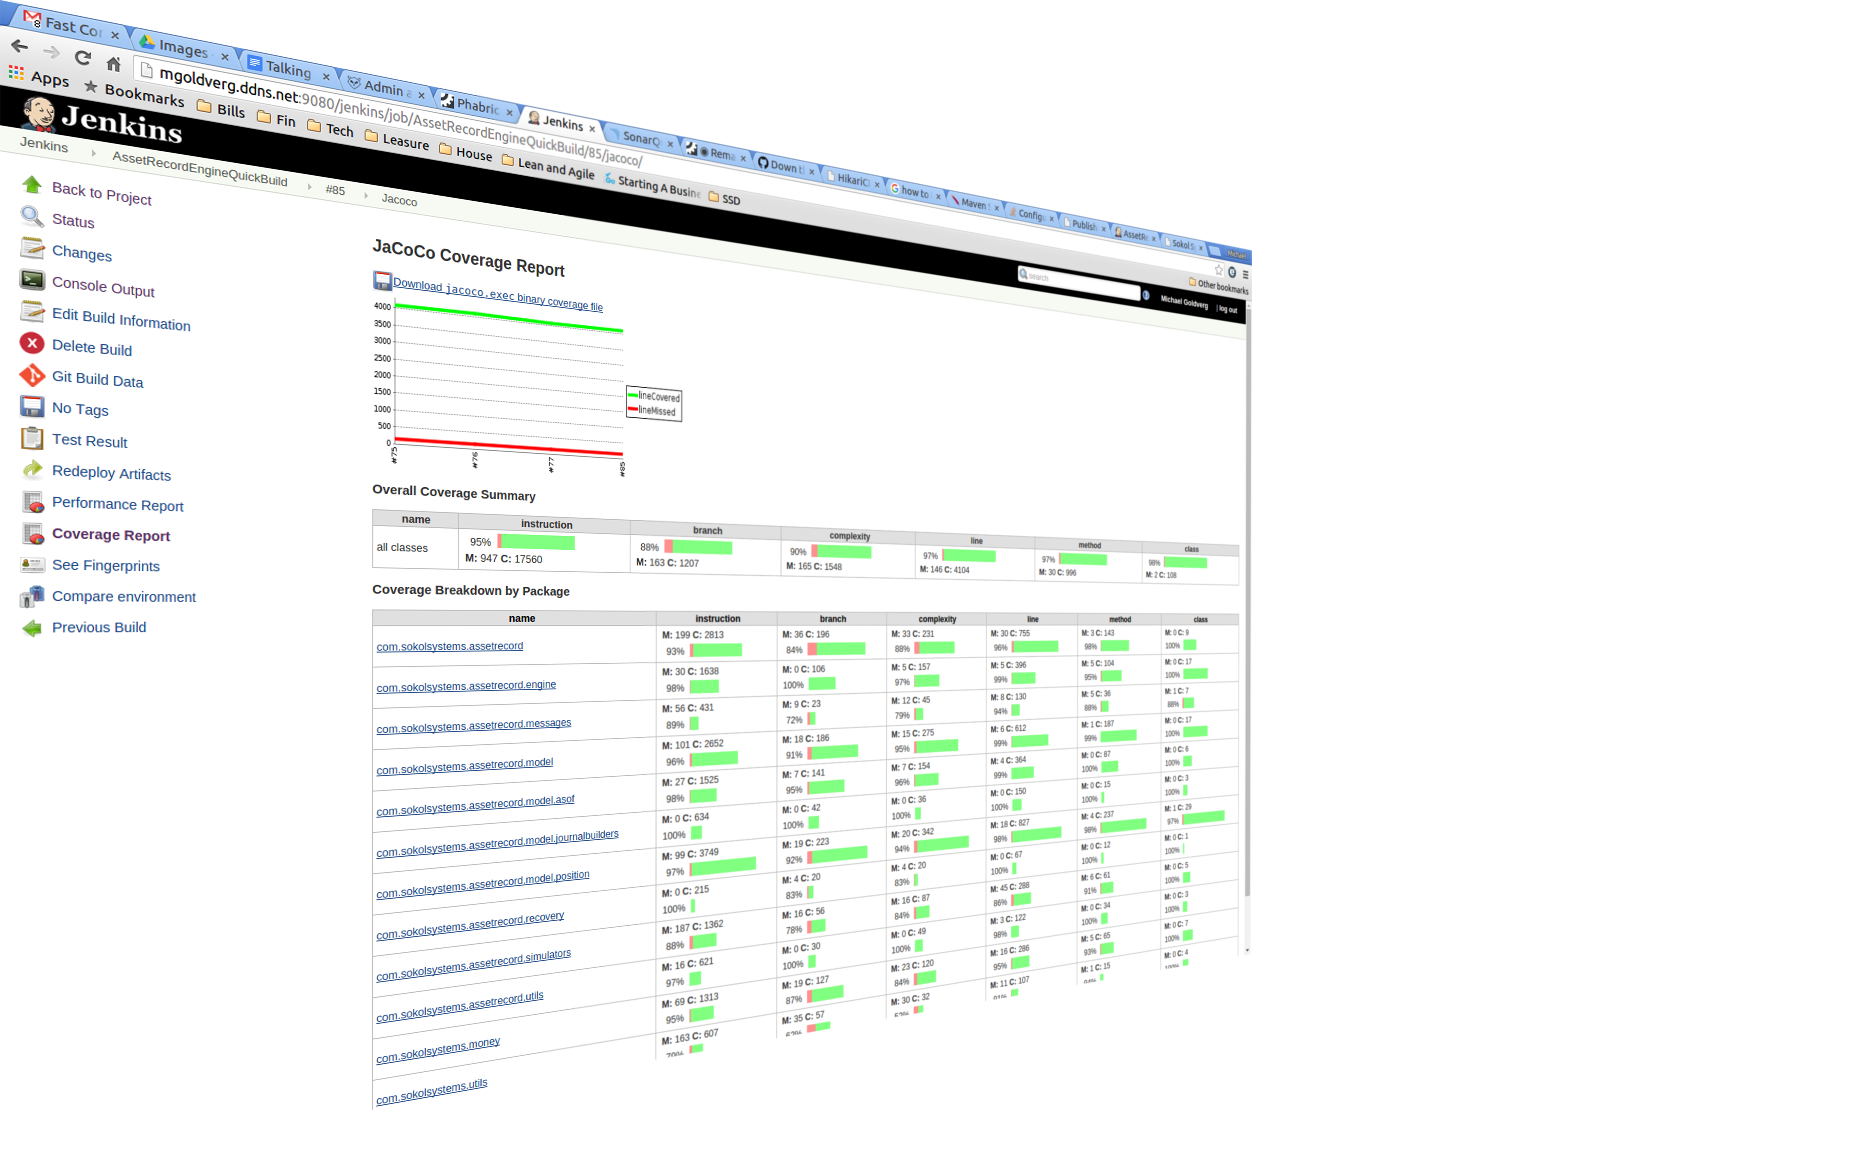 Fast Co
Images
Talking
Admin
Phabric
Jenkins
SonarQ
Rema
Down t
Hikari
how to
Maven
Config
Publish
AssetRe
Sokol S
Michael
mgoldverg.ddns.net:9080/jenkins/job/AssetRecordEngineQuickBuild/85/jacoco/
Apps
Bookmarks
Bills
Fin
Tech
Leasure
House
Lean and Agile
Starting A Busin
SSD
Other bookmarks
Jenkins
search
Michael Goldverg
| log out
Jenkins
AssetRecordEngineQuickBuild
#85
Jacoco
Back to Project
Status
Changes
Console Output
Edit Build Information
Delete Build
Git Build Data
No Tags
Test Result
Redeploy Artifacts
Performance Report
Coverage Report
See Fingerprints
Compare environment
Previous Build
JaCoCo Coverage Report
Download jacoco.exec binary coverage file
4000
3500
3000
2500
2000
1500
1000
500
0
#75
#76
#77
#85
lineCovered
lineMissed
Overall Coverage Summary
name instruction branch complexity line method class
all classes 95% 88% 90% 97% 97% 98%
M: 947 C: 17560 M: 163 C: 1207 M: 165 C: 1548 M: 146 C: 4104 M: 30 C: 996 M: 2 C: 108
Coverage Breakdown by Package
name instruction branch complexity line method class
com.sokolsystems.assetrecord
M: 199 C: 2813 M: 36 C: 196 M: 33 C: 231 M: 30 C: 755 M: 3 C: 143 M: 0 C: 9
93% 84% 88% 96% 98% 100%
com.sokolsystems.assetrecord.engine
M: 30 C: 1638 M: 0 C: 106 M: 5 C: 157 M: 5 C: 396 M: 5 C: 104 M: 0 C: 17
98% 100% 97% 99% 95% 100%
com.sokolsystems.assetrecord.messages
M: 56 C: 431 M: 9 C: 23 M: 12 C: 45 M: 8 C: 130 M: 5 C: 36 M: 1 C: 7
89% 72% 79% 94% 88% 88%
com.sokolsystems.assetrecord.model
M: 101 C: 2652 M: 18 C: 186 M: 15 C: 275 M: 6 C: 612 M: 1 C: 187 M: 0 C: 17
96% 91% 95% 99% 99% 100%
com.sokolsystems.assetrecord.model.asof
M: 27 C: 1525 M: 7 C: 141 M: 7 C: 154 M: 4 C: 364 M: 0 C: 87 M: 0 C: 6
98% 95% 96% 99% 100% 100%
com.sokolsystems.assetrecord.model.journalbuilders
M: 0 C: 634 M: 0 C: 42 M: 0 C: 36 M: 0 C: 150 M: 0 C: 15 M: 0 C: 3
100% 100% 100% 100% 100% 100%
com.sokolsystems.assetrecord.model.position
M: 99 C: 3749 M: 19 C: 223 M: 20 C: 342 M: 18 C: 827 M: 4 C: 237 M: 1 C: 29
97% 92% 94% 98% 98% 97%
com.sokolsystems.assetrecord.recovery
M: 0 C: 215 M: 4 C: 20 M: 4 C: 20 M: 0 C: 67 M: 0 C: 12 M: 0 C: 1
100% 83% 83% 100% 100% 100%
com.sokolsystems.assetrecord.simulators
M: 187 C: 1362 M: 16 C: 56 M: 16 C: 87 M: 45 C: 288 M: 6 C: 61 M: 0 C: 5
88% 78% 84% 86% 91% 100%
com.sokolsystems.assetrecord.utils
M: 16 C: 621 M: 0 C: 30 M: 0 C: 49 M: 3 C: 122 M: 0 C: 34 M: 0 C: 3
97% 100% 100% 98% 100% 100%
com.sokolsystems.money
M: 69 C: 1313 M: 19 C: 127 M: 23 C: 120 M: 16 C: 286 M: 5 C: 65 M: 0 C: 7
95% 87% 84% 95% 93% 100%
com.sokolsystems.utils
M: 163 C: 607 M: 35 C: 57 M: 30 C: 32 M: 11 C: 107 M: 1 C: 15 M: 0 C: 4